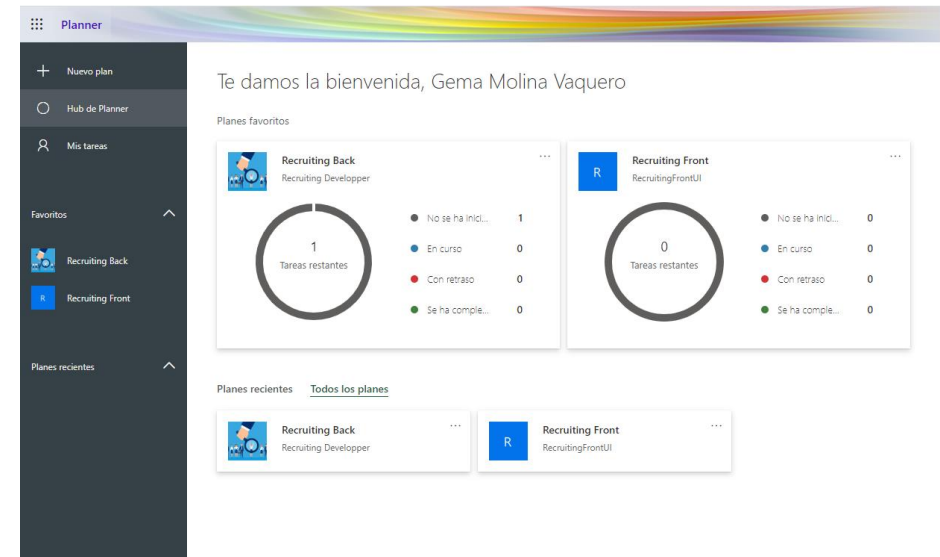 Planner
Nuevo plan
Hub de Planner
Mis tareas
Favoritos
Recruiting Back
R
Recruiting Front
Planes recientes
Te damos la bienvenida, Gema Molina Vaquero
Planes favoritos
Recruiting Back
...
Recruiting Developper
1
Tareas restantes
No se ha inici... 1
En curso 0
Con retraso 0
Se ha comple... 0
R
Recruiting Front
...
RecruitingFrontUI
0
Tareas restantes
No se ha inici... 0
En curso 0
Con retraso 0
Se ha comple... 0
Planes recientes Todos los planes
Recruiting Back
...
Recruiting Developper
R
Recruiting Front
...
RecruitingFrontUI